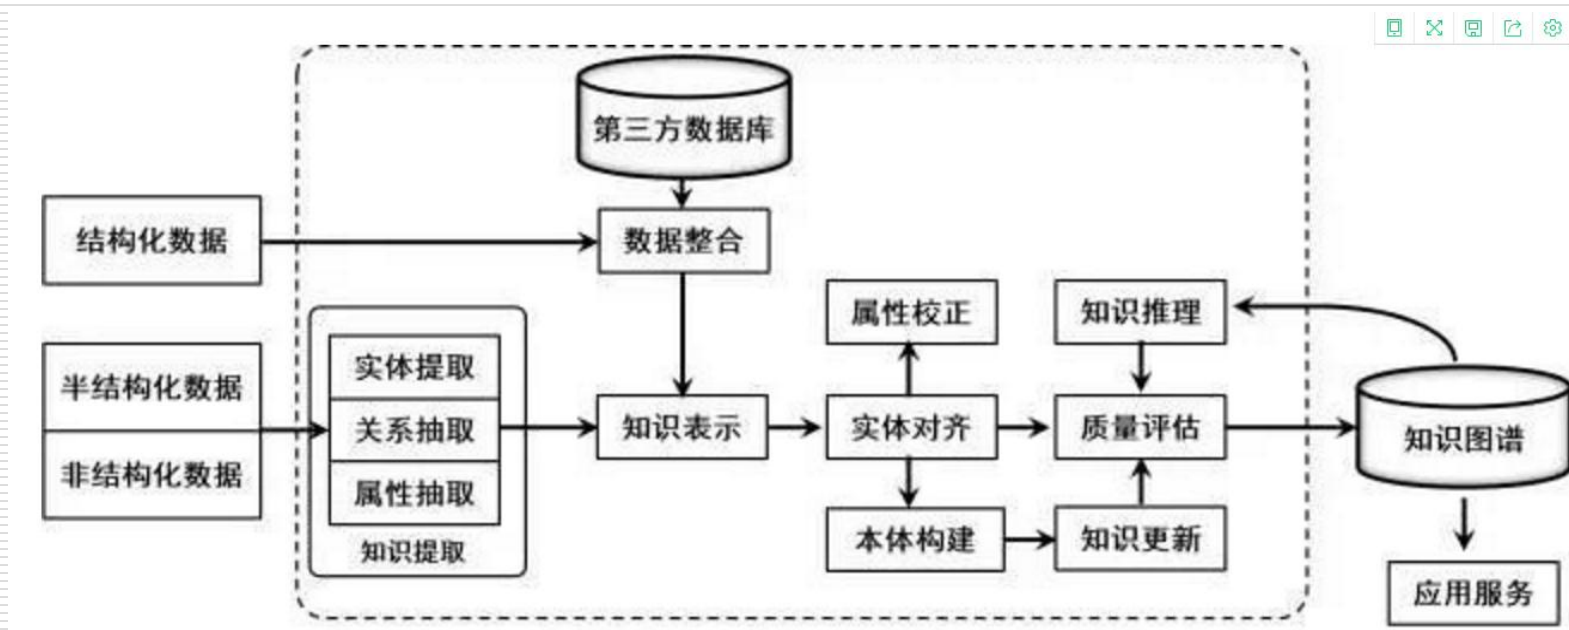 第三方数据库
结构化数据
数据整合
属性校正
知识推理
实体提取
半结构化数据
关系抽取
知识表示
实体对齐
质量评估
知识图谱
非结构化数据
属性抽取
知识提取
本体构建
知识更新
应用服务